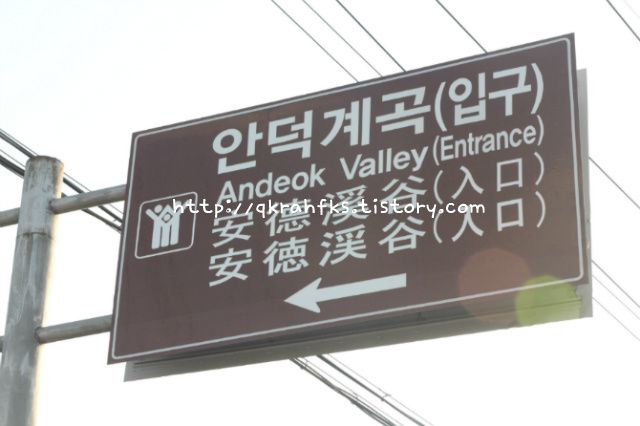 안덕계곡(입구)
Andeok Valley(Entrance)
安德溪谷(入口)
http://qkrahfks.tistory.com/
安徳渓谷(入口)